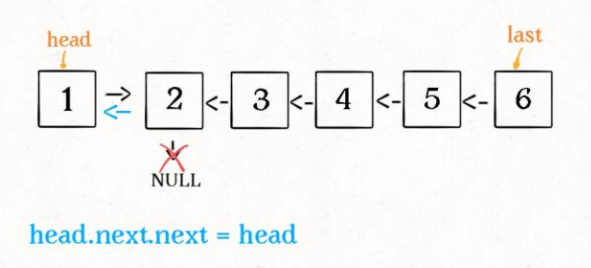 head
last
1 -> <- 2 <- 3 <- 4 <- 5 <- 6
NULL
head.next.next = head